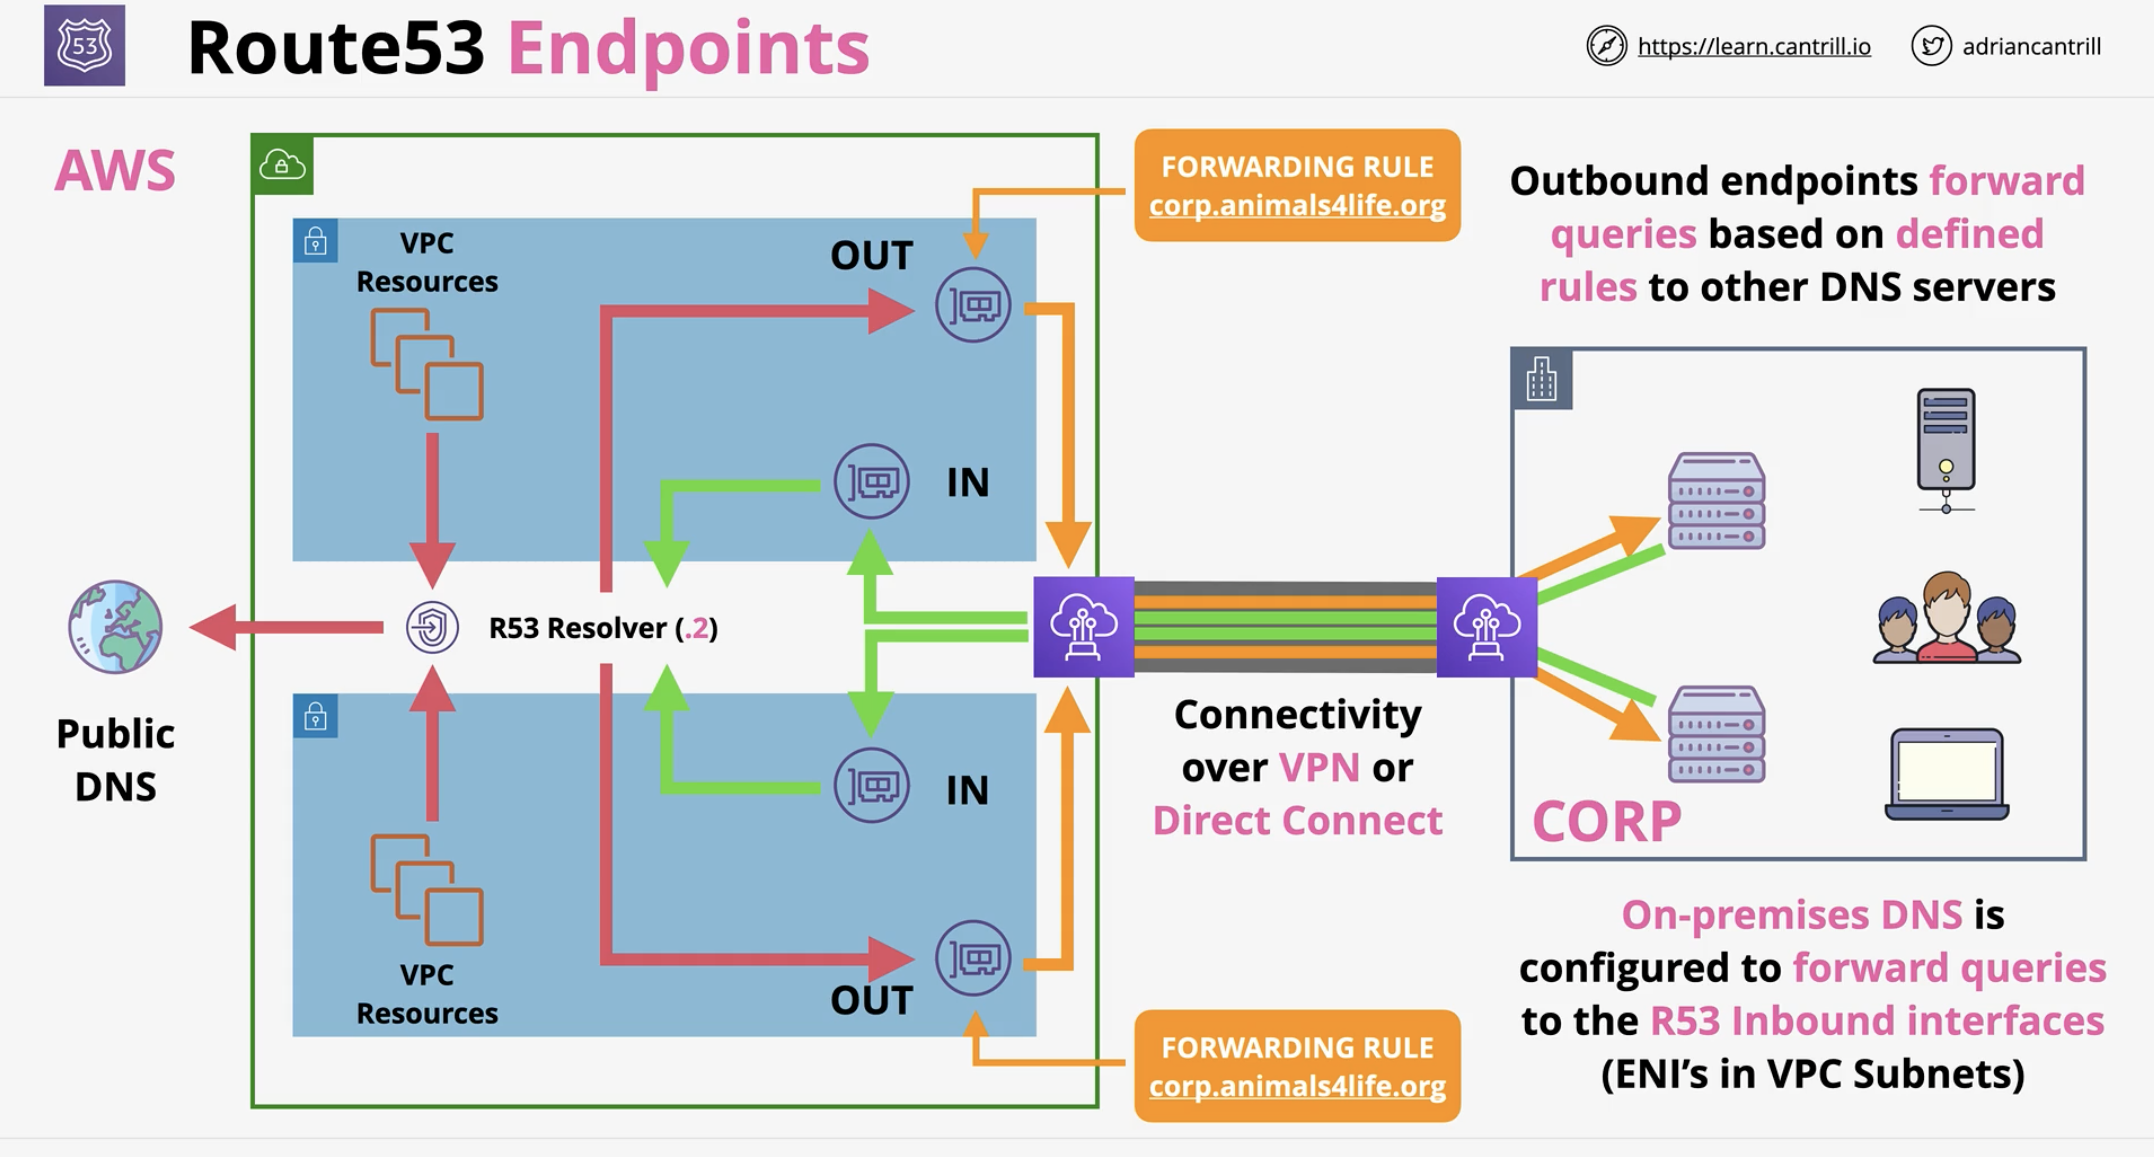 53
Route53 Endpoints
https://learn.cantrill.io
adriancantrill
AWS
FORWARDING RULE
corp.animals4life.org
Outbound endpoints forward
queries based on defined
rules to other DNS servers
VPC
Resources
OUT
IN
R53 Resolver (.2)
Public
DNS
Connectivity
over VPN or
Direct Connect
IN
CORP
VPC
Resources
OUT
FORWARDING RULE
corp.animals4life.org
On-premises DNS is
configured to forward queries
to the R53 Inbound interfaces
(ENI’s in VPC Subnets)